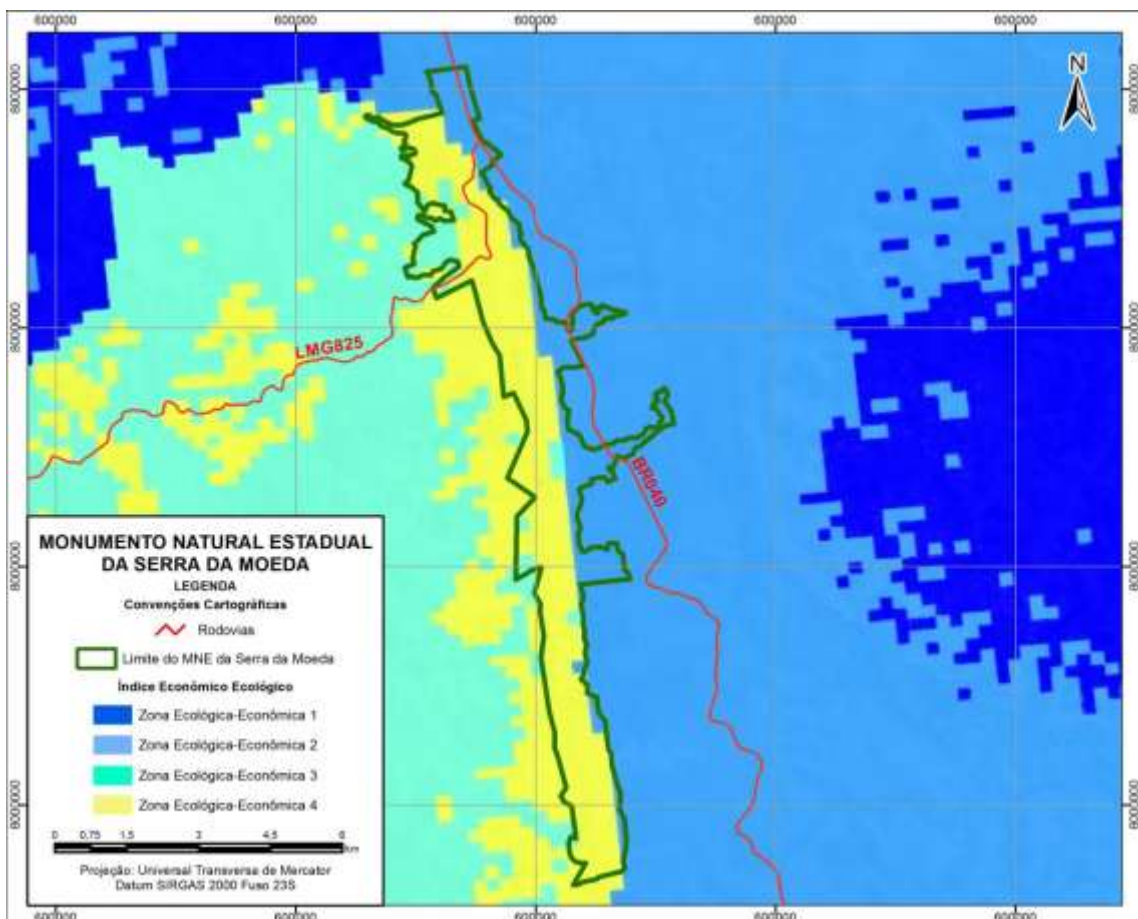 600000 600000 600000 600000 600000
8000000
8000000
8000000
8000000
N
LMG825
BR040
MONUMENTO NATURAL ESTADUAL
DA SERRA DA MOEDA
LEGENDA
Convenções Cartográficas
Rodovias
Limite do MNE da Serra da Moeda
Índice Econômico Ecológico
Zona Ecológica-Econômica 1
Zona Ecológica-Econômica 2
Zona Ecológica-Econômica 3
Zona Ecológica-Econômica 4
0 0,75 1,5 3 4,5 6
Km
Projeção: Universal Transversa de Mercator
Datum SIRGAS 2000 Fuso 23S
8000000
8000000
8000000
8000000
600000 600000 600000 600000 600000